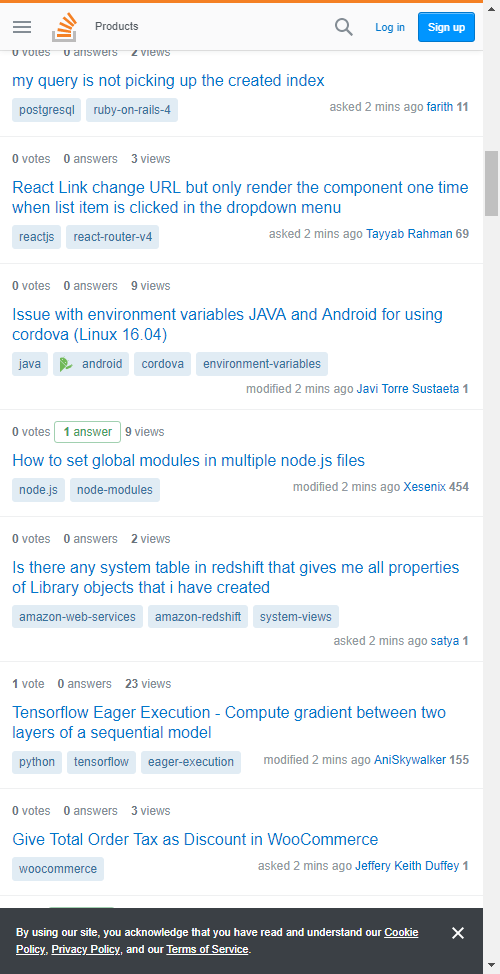 Products
Log in
Sign up
0 votes 0 answers 2 views
my query is not picking up the created index
postgresql ruby-on-rails-4
asked 2 mins ago farith 11
0 votes 0 answers 3 views
React Link change URL but only render the component one time
when list item is clicked in the dropdown menu
reactjs react-router-v4
asked 2 mins ago Tayyab Rahman 69
0 votes 0 answers 9 views
Issue with environment variables JAVA and Android for using
cordova (Linux 16.04)
java android cordova environment-variables
modified 2 mins ago Javi Torre Sustaeta 1
0 votes 1 answer 9 views
How to set global modules in multiple node.js files
node.js node-modules
modified 2 mins ago Xesenix 454
0 votes 0 answers 2 views
Is there any system table in redshift that gives me all properties
of Library objects that i have created
amazon-web-services amazon-redshift system-views
asked 2 mins ago satya 1
1 vote 0 answers 23 views
Tensorflow Eager Execution - Compute gradient between two
layers of a sequential model
python tensorflow eager-execution
modified 2 mins ago AniSkywalker 155
0 votes 0 answers 3 views
Give Total Order Tax as Discount in WooCommerce
woocommerce
asked 2 mins ago Jeffery Keith Duffey 1
By using our site, you acknowledge that you have read and understand our Cookie
Policy, Privacy Policy, and our Terms of Service.